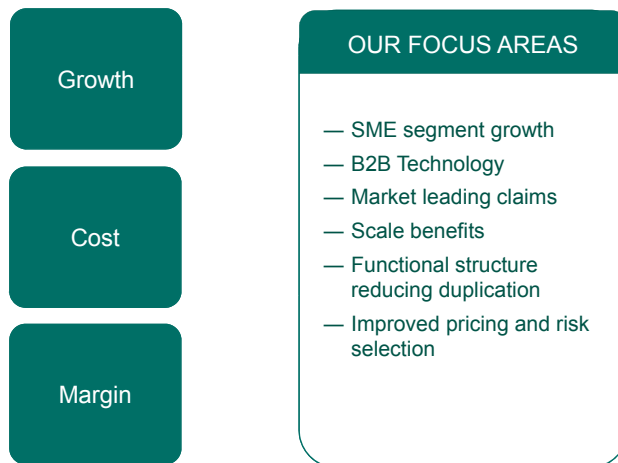 Growth
Cost
Margin
OUR FOCUS AREAS
— SME segment growth
— B2B Technology
— Market leading claims
— Scale benefits
— Functional structure
reducing duplication
— Improved pricing and risk
selection